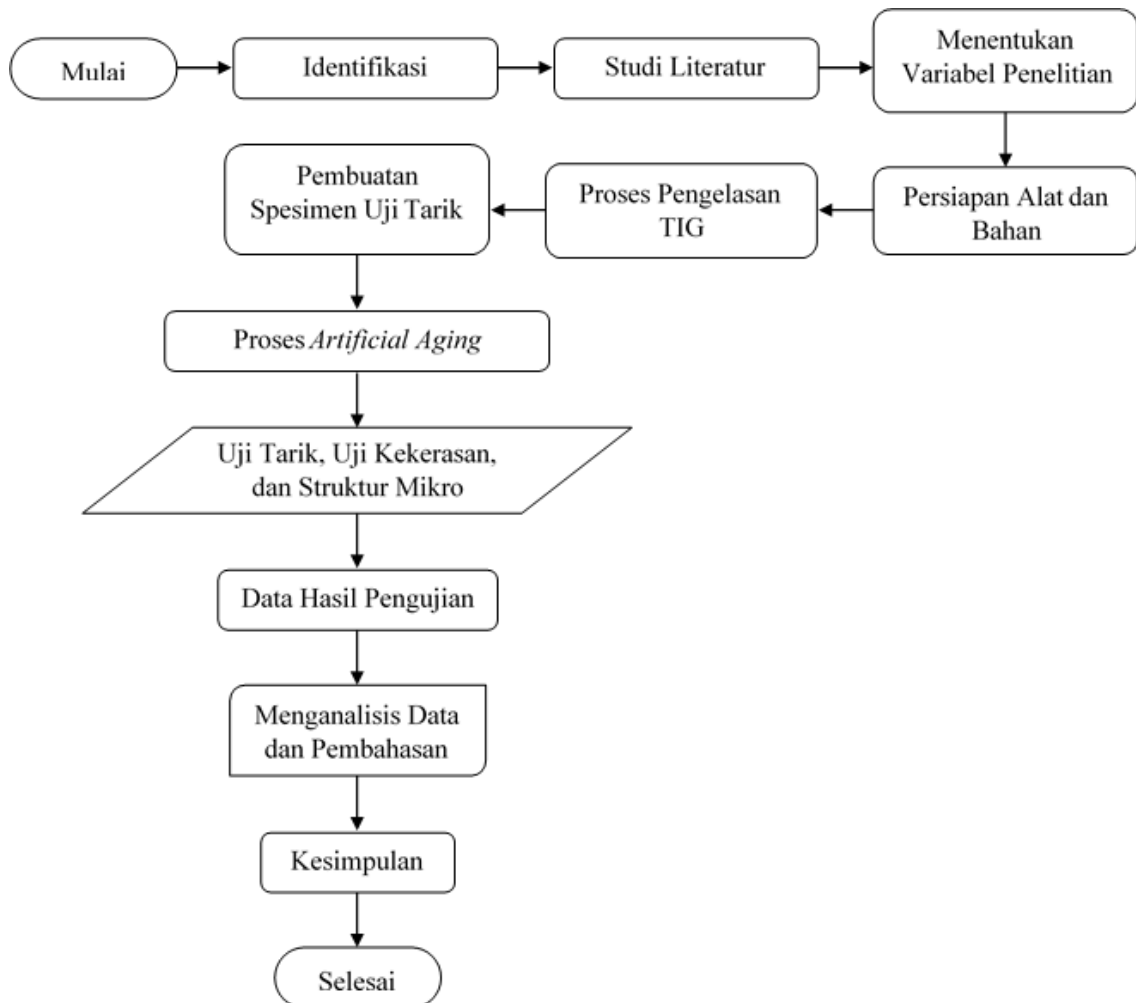 Mulai
Identifikasi
Studi Literatur
Menentukan
Variabel Penelitian
Persiapan Alat dan
Bahan
Proses Pengelasan
TIG
Pembuatan
Spesimen Uji Tarik
Proses Artificial Aging
Uji Tarik, Uji Kekerasan,
dan Struktur Mikro
Data Hasil Pengujian
Menganalisis Data
dan Pembahasan
Kesimpulan
Selesai